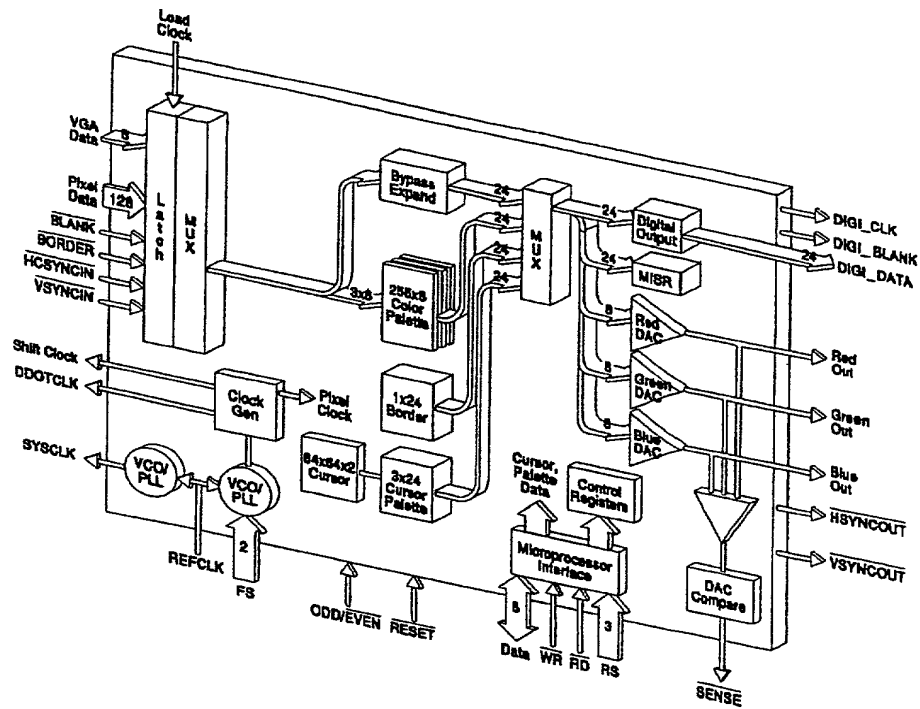 Load
Clock
VGA
Data
8
Pixel
Data
128
BLANK
BORDER
HCSYNCIN
VSYNCIN
Latch
MUX
Bypass
Expand
24
3x8
256x8
Color
Palette
24
24
24
MUX
24
24
Digital
Output
DIGI_CLK
DIGI_BLANK
24
DIGI_DATA
24
MISR
8
Red
DAC
Red
Out
8
Green
DAC
Green
Out
8
Blue
DAC
Blue
Out
Shift Clock
DDOTCLK
Clock
Gen
Pixel
Clock
1x24
Border
SYSCLK
VCO/
PLL
VCO/
PLL
64x64x2
Cursor
3x24
Cursor
Palette
Cursor,
Palette
Data
Control
Registers
HSYNCOUT
VSYNCOUT
REFCLK
2
FS
ODD/EVEN
RESET
Microprocessor
Interface
Data
WR
RD
3
RS
DAC
Compare
SENSE